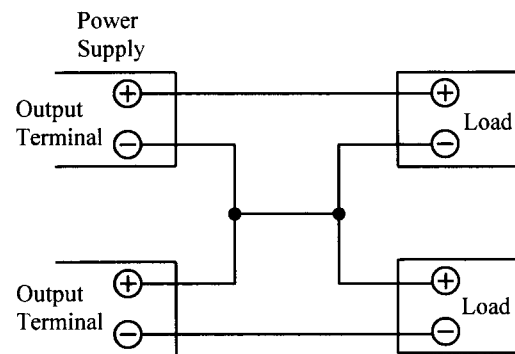 Power
Supply
Output
Terminal
+
−
+
−
Load
Output
Terminal
+
−
+
−
Load